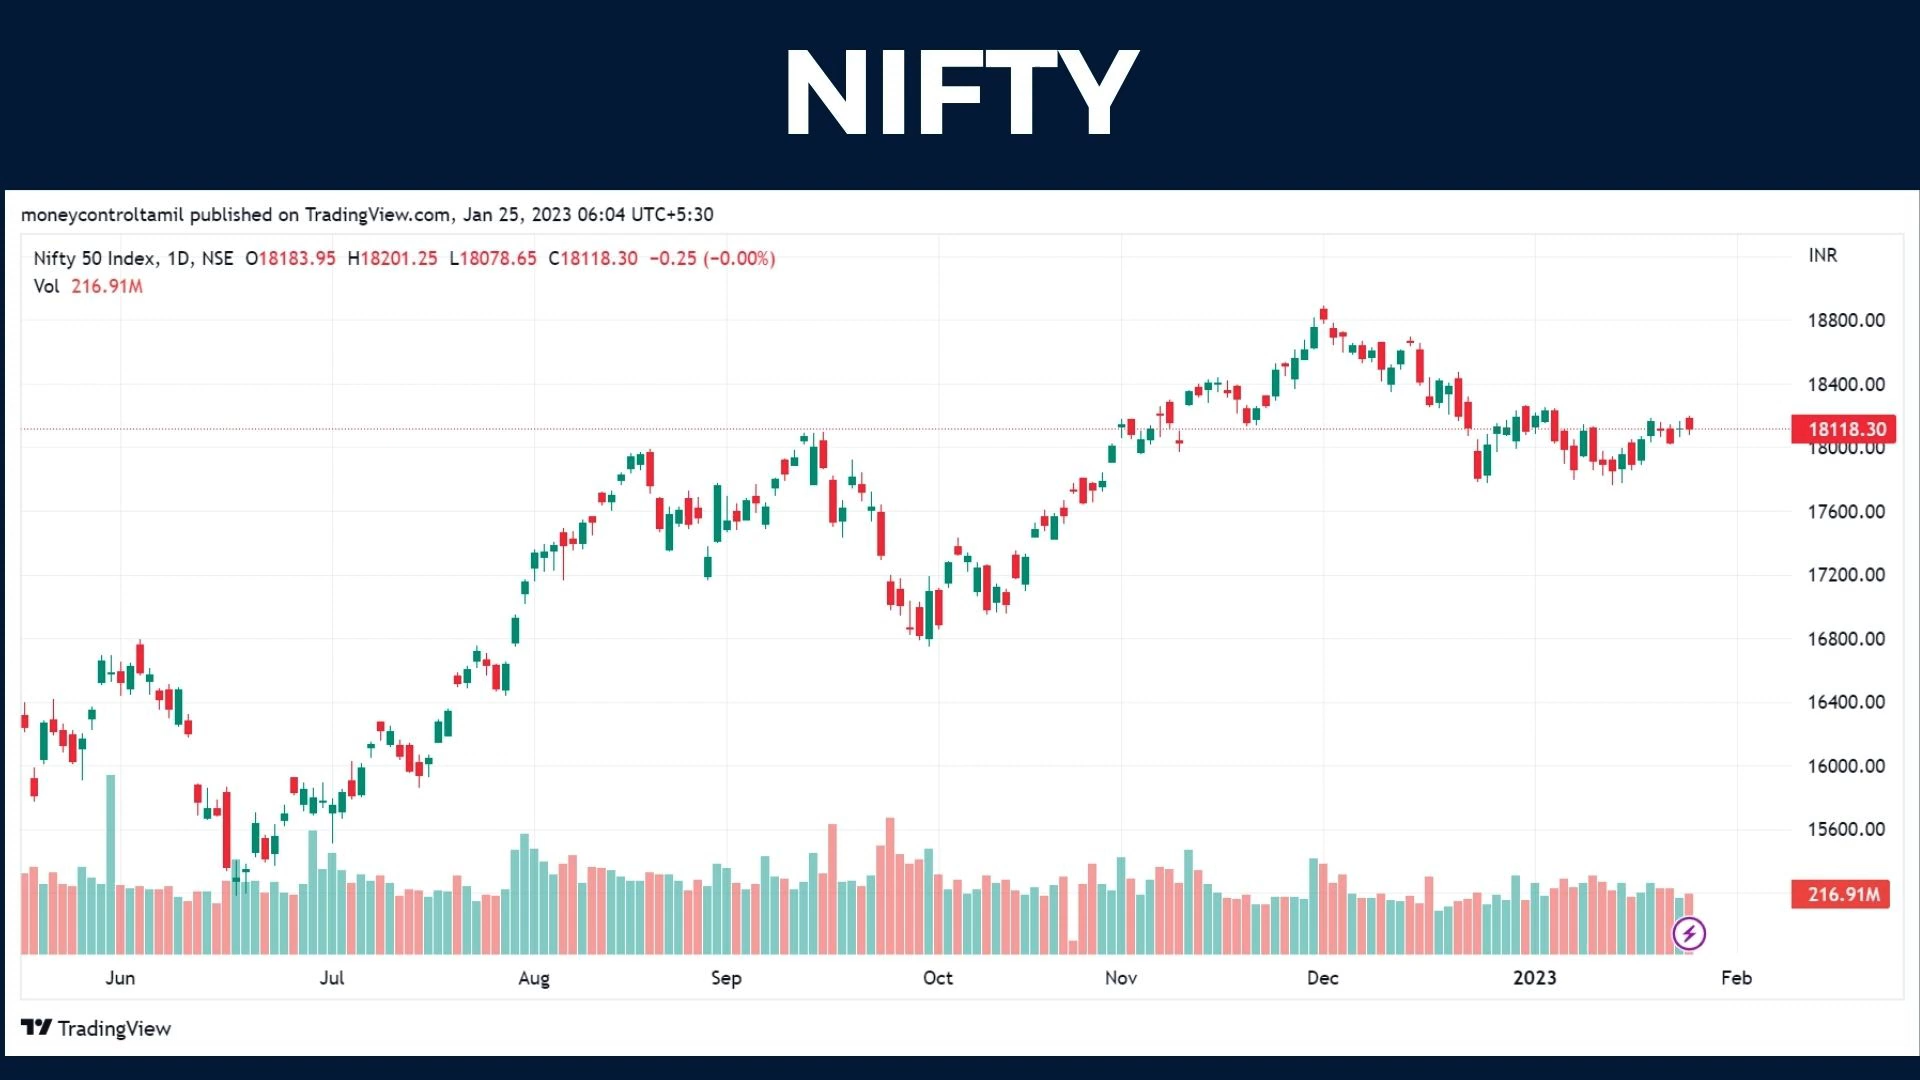 NIFTY
moneycontroltamil published on TradingView.com, Jan 25, 2023 06:04 UTC+5:30
Nifty 50 Index, 1D, NSE O18183.95 H18201.25 L18078.65 C18118.30 −0.25 (−0.00%)
Vol 216.91M
INR
18800.00
18400.00
18118.30
18000.00
17600.00
17200.00
16800.00
16400.00
16000.00
15600.00
216.91M
Jun Jul Aug Sep Oct Nov Dec 2023 Feb
TradingView